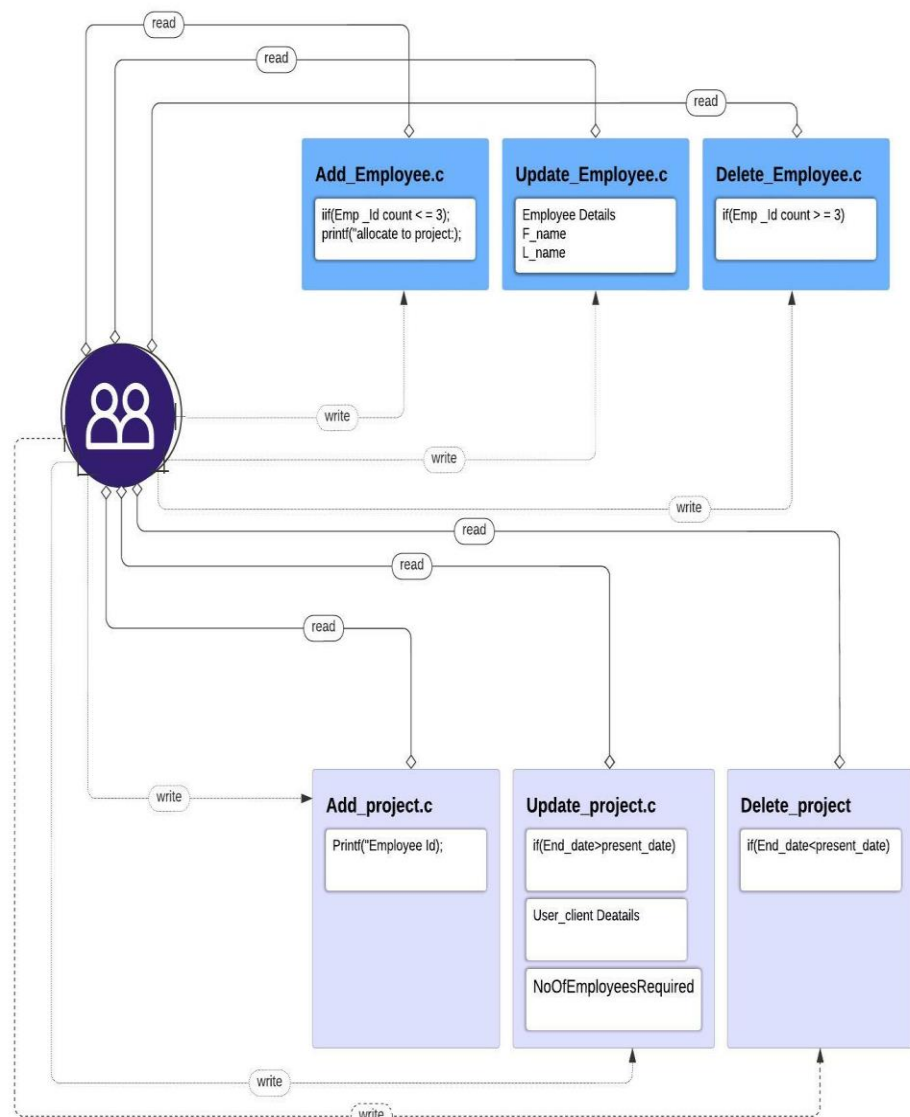 read
read
read
Add_Employee.c
iif(Emp _Id count < = 3);
printf("allocate to project:);
Update_Employee.c
Employee Details
F_name
L_name
Delete_Employee.c
if(Emp _Id count > = 3)
write
write
write
read
read
read
write
Add_project.c
Printf("Employee Id);
Update_project.c
if(End_date>present_date)
User_client Deatails
NoOfEmployeesRequired
Delete_project
if(End_date<present_date)
write
write